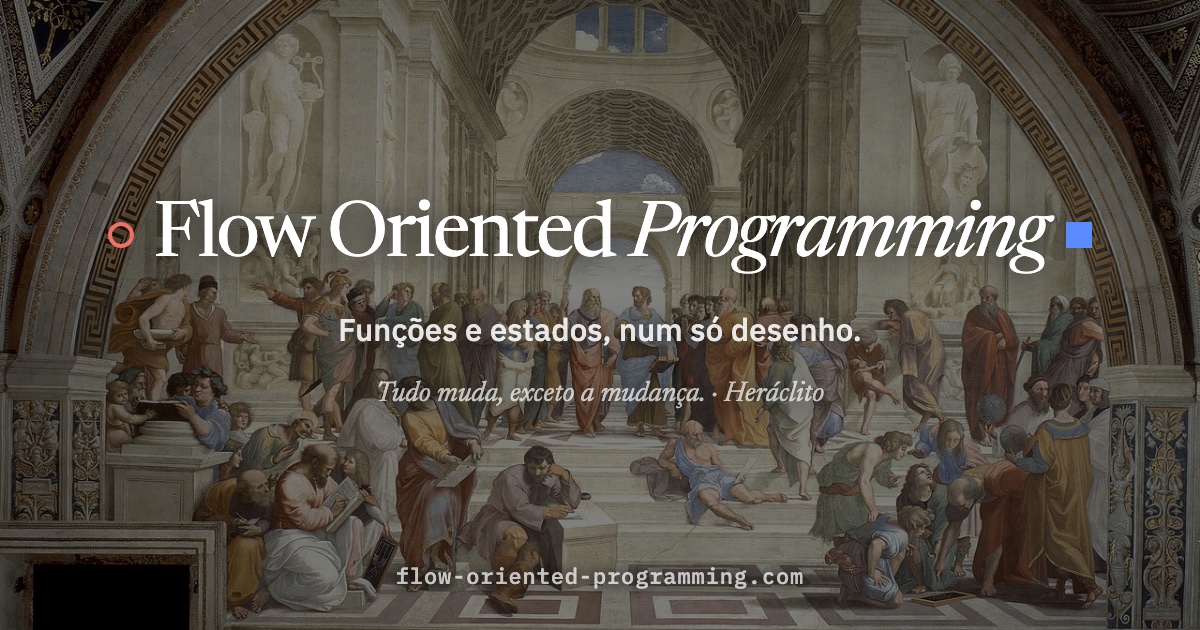 Flow Oriented Programming
Funções e estados, num só desenho.
Tudo muda, exceto a mudança. · Heráclito
flow-oriented-programming.com